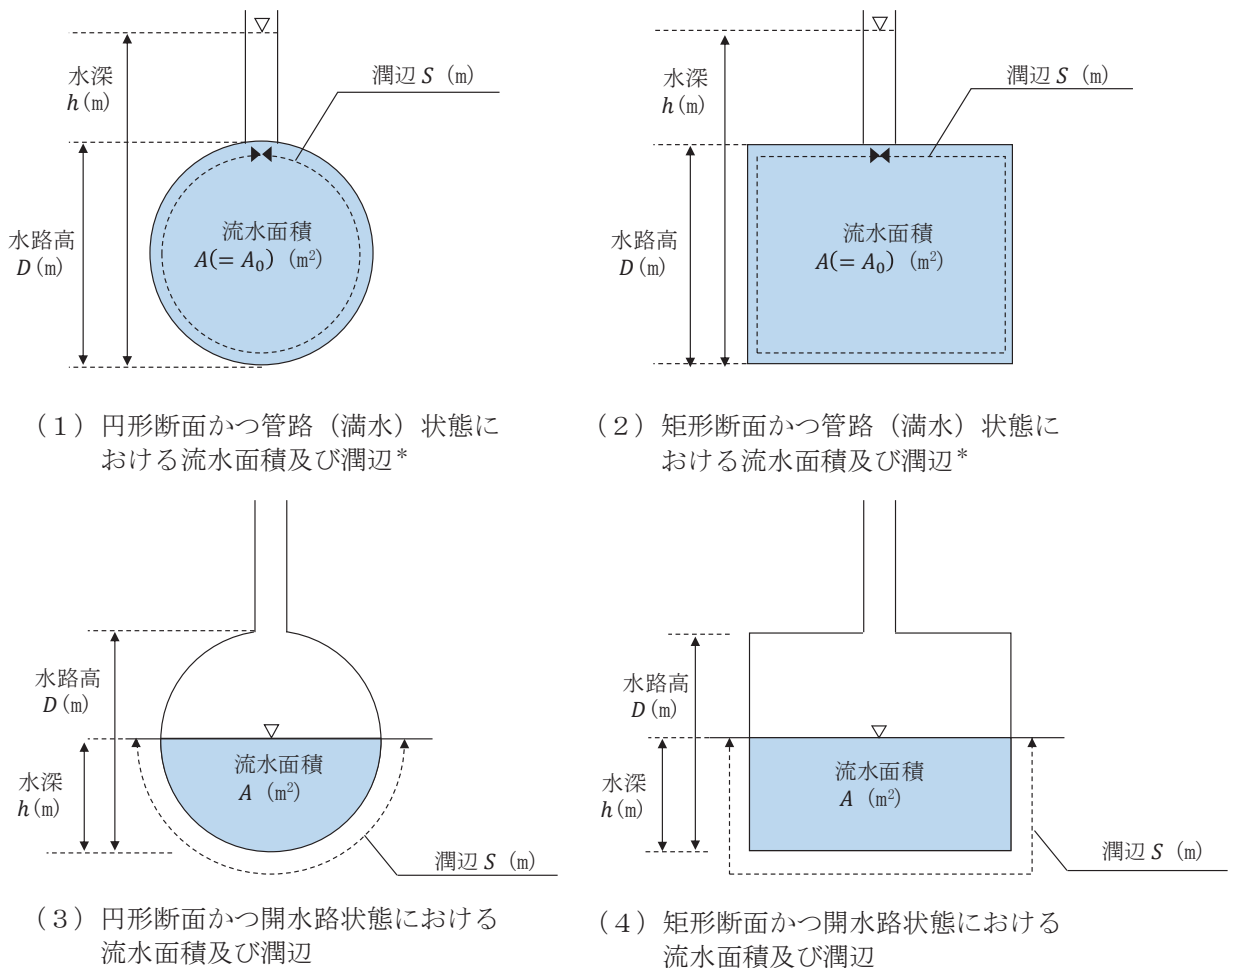 水深
h(m)
潤辺 S (m)
水路高
D(m)
流水面積
A(= A₀) (m²)
(1) 円形断面かつ管路(満水)状態に
おける流水面積及び潤辺*
水深
h(m)
潤辺 S (m)
水路高
D(m)
流水面積
A(= A₀) (m²)
(2) 矩形断面かつ管路(満水)状態に
おける流水面積及び潤辺*
水路高
D(m)
水深
h(m)
流水面積
A (m²)
潤辺 S (m)
(3) 円形断面かつ開水路状態における
流水面積及び潤辺
水路高
D(m)
水深
h(m)
流水面積
A (m²)
潤辺 S (m)
(4) 矩形断面かつ開水路状態における
流水面積及び潤辺